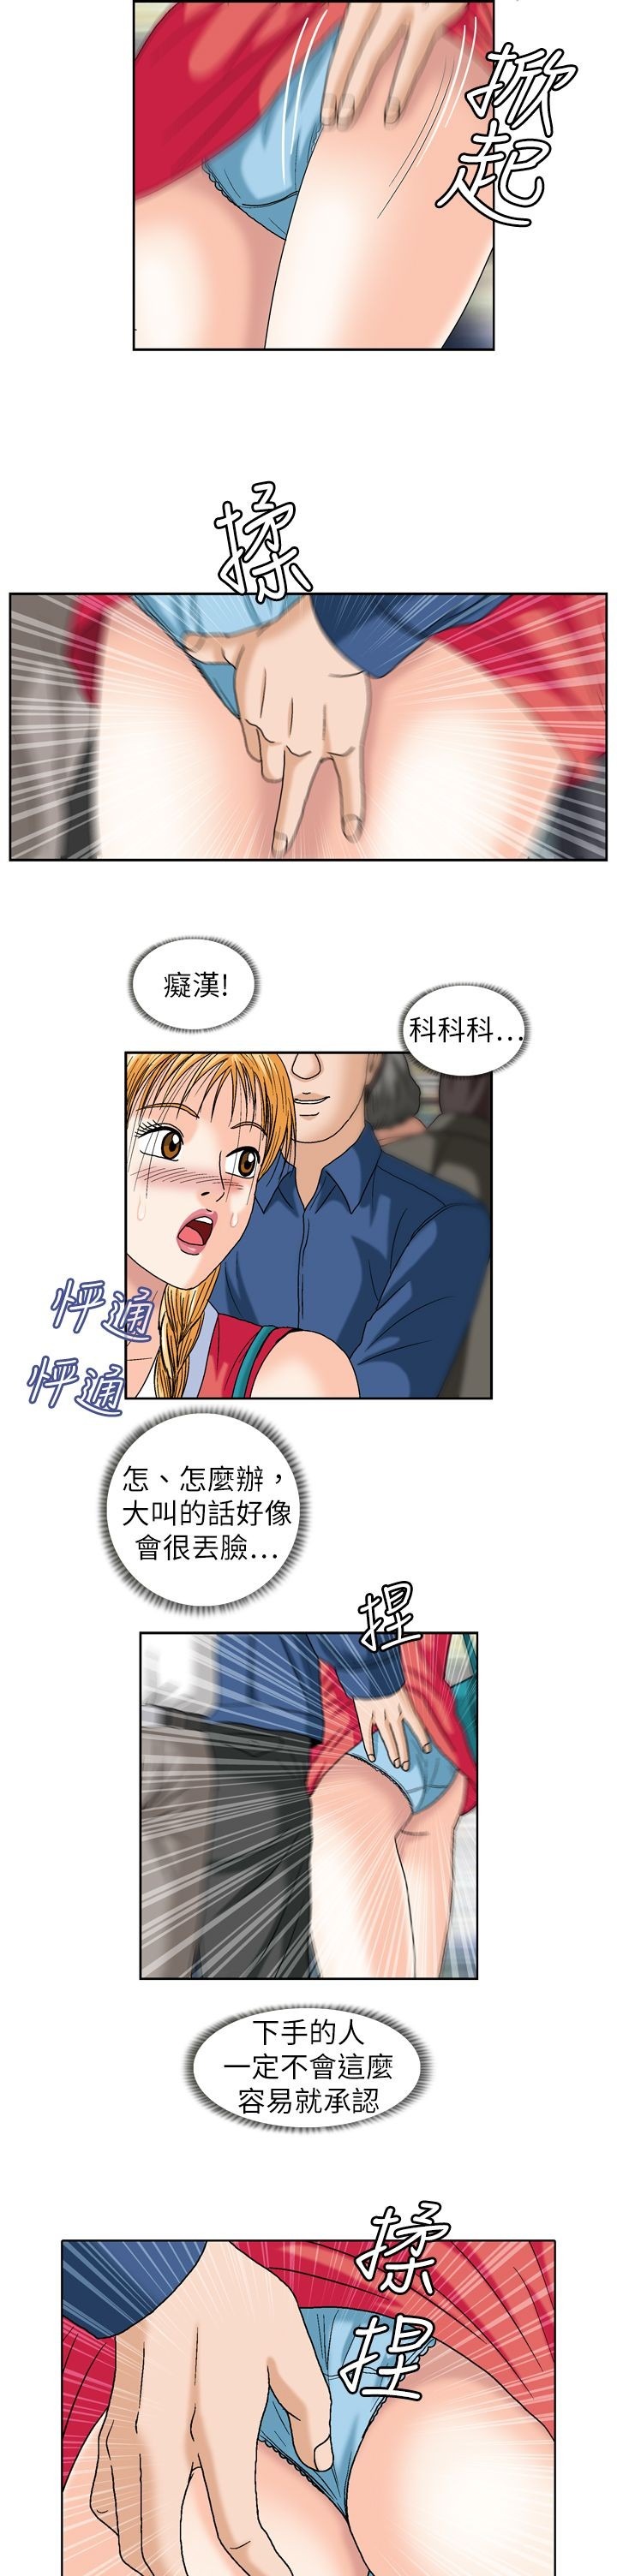 掀
起
揉
癡漢!
科科科...
怦通
怦通
怎、怎麼辦，
大叫的話好像
會很丟臉...
捏
下手的人
一定不會這麼
容易就承認
揉
捏